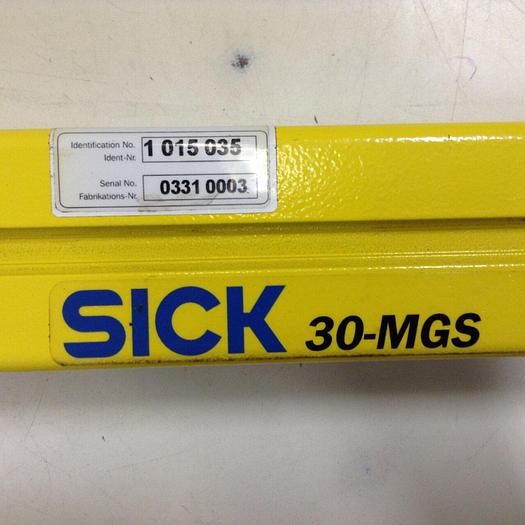 Identification No. 1 015 035
Ident-Nr.
Serial No. 0331 0003
Fabrikations-Nr.
SICK 30-MGS